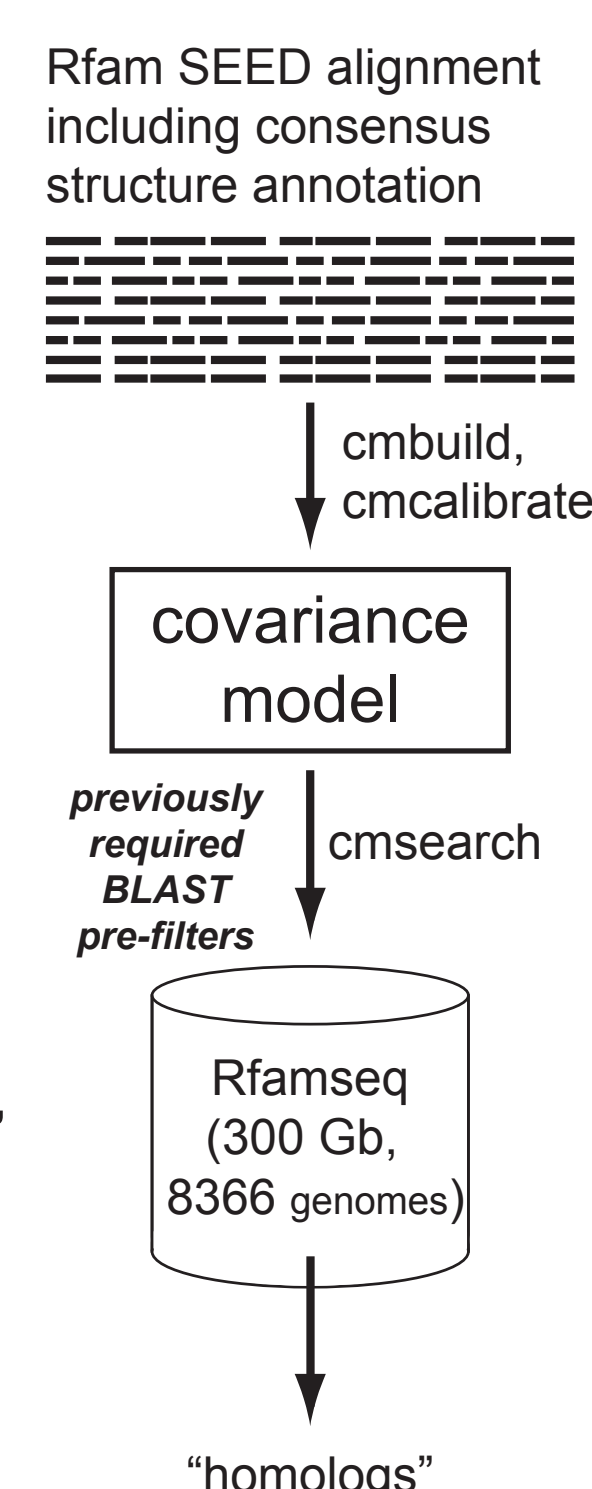 Rfam SEED alignment
including consensus
structure annotation
cmbuild,
cmcalibrate
covariance
model
previously
required
BLAST
pre-filters
cmsearch
Rfamseq
(300 Gb,
8366 genomes)
“homologs”